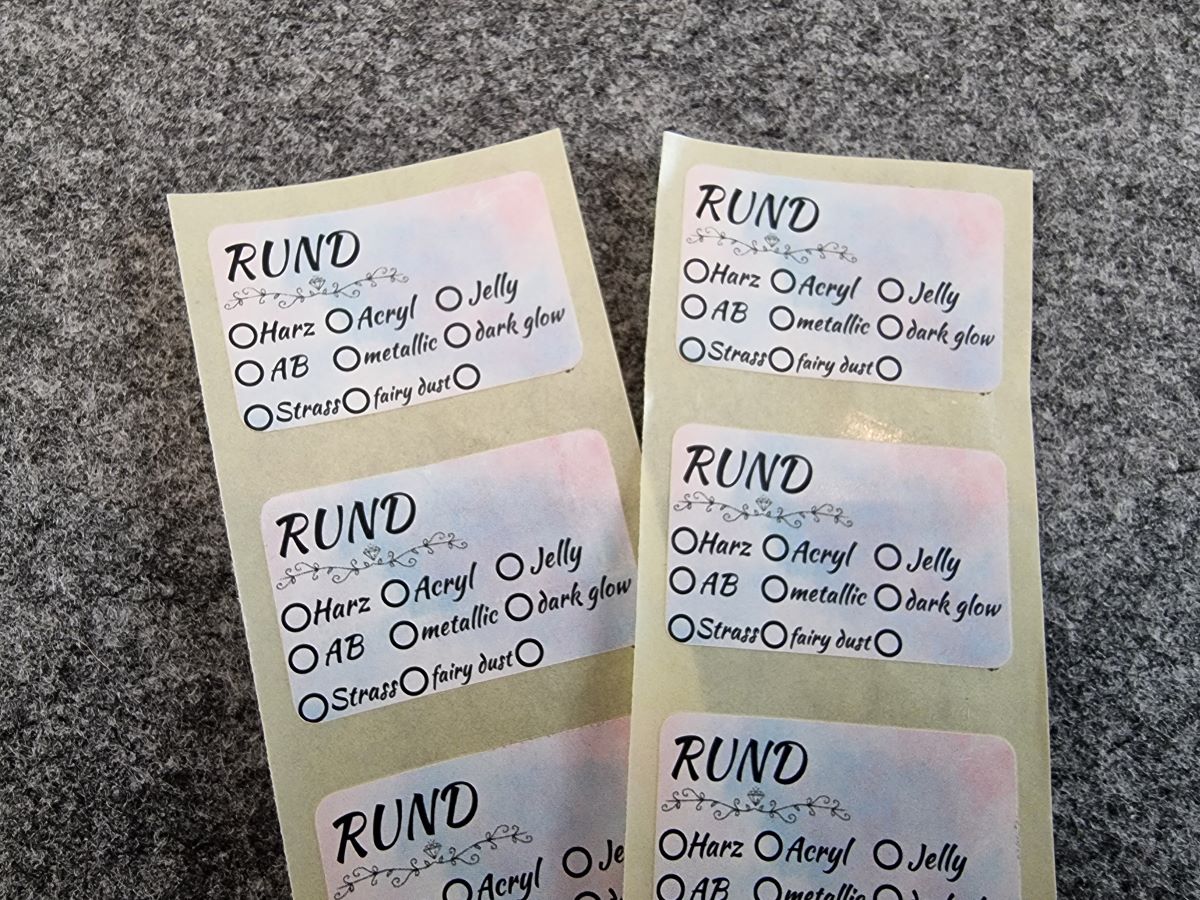 RUND
Harz Acryl Jelly
AB metallic dark glow
Strass fairy dust
RUND
Harz Acryl Jelly
AB metallic dark glow
Strass fairy dust
RUND
Acryl Je
RUND
Harz Acryl Jelly
AB metallic dark glow
Strass fairy dust
RUND
Harz Acryl Jelly
AB metallic dark glow
Strass fairy dust
RUND
Harz Acryl Jelly
AB metallic